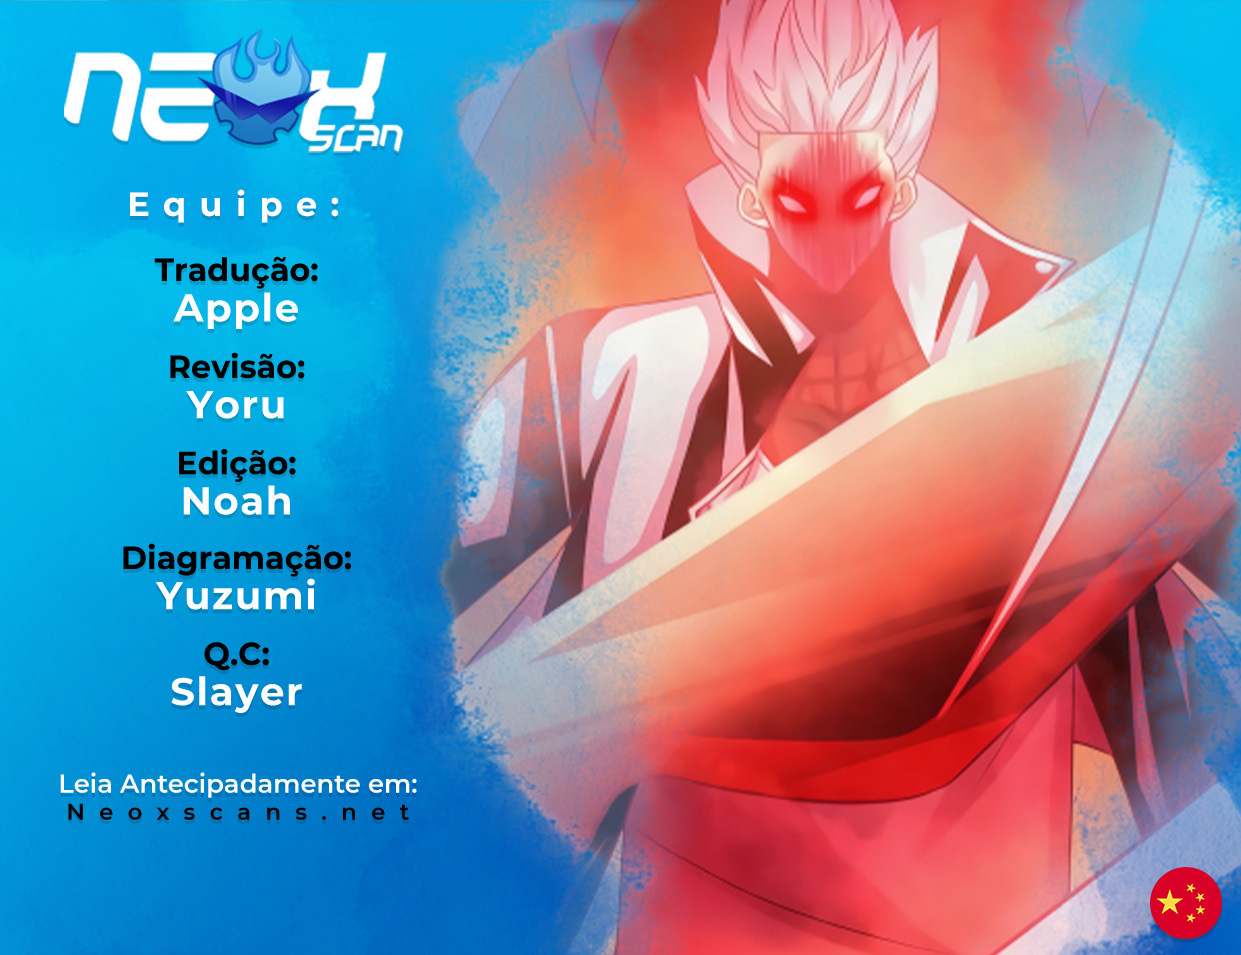 NEOX
SCAN
Equipe:
Tradução:
Apple
Revisão:
Yoru
Edição:
Noah
Diagramação:
Yuzumi
Q.C:
Slayer
Leia Antecipadamente em:
Neoxscans.net